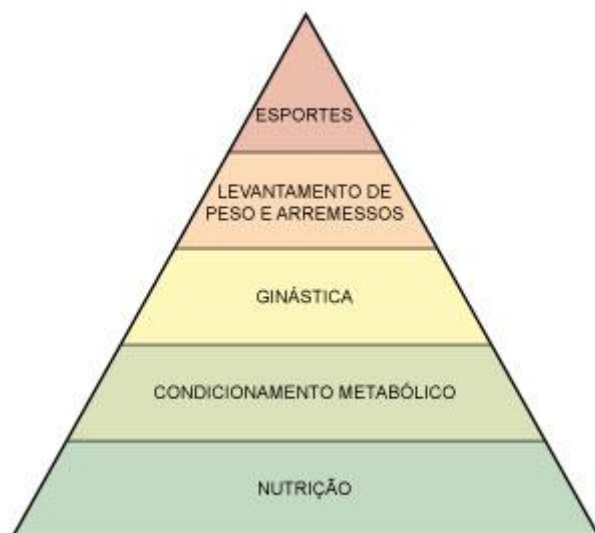 ESPORTES
LEVANTAMENTO DE
PESO E ARREMESSOS
GINÁSTICA
CONDICIONAMENTO METABÓLICO
NUTRIÇÃO